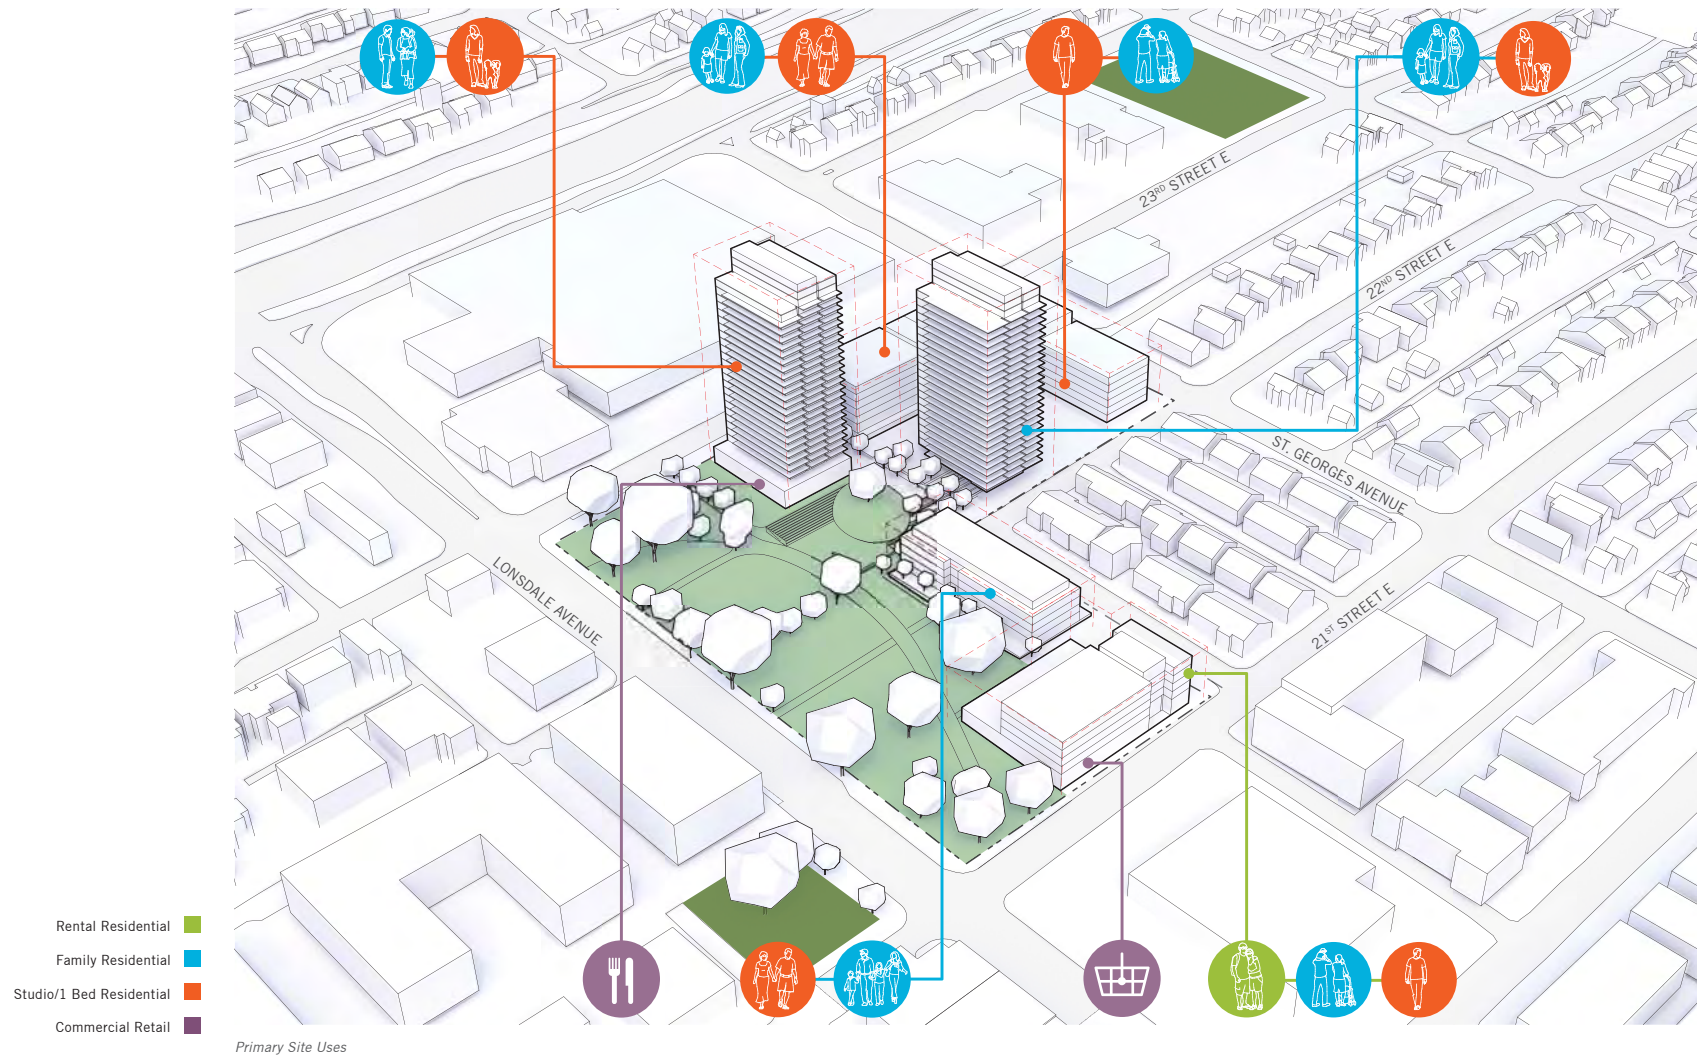 23RD STREET E
22ND STREET E
ST. GEORGES AVENUE
LONSDALE AVENUE
21ST STREET E
Rental Residential
Family Residential
Studio/1 Bed Residential
Commercial Retail
Primary Site Uses